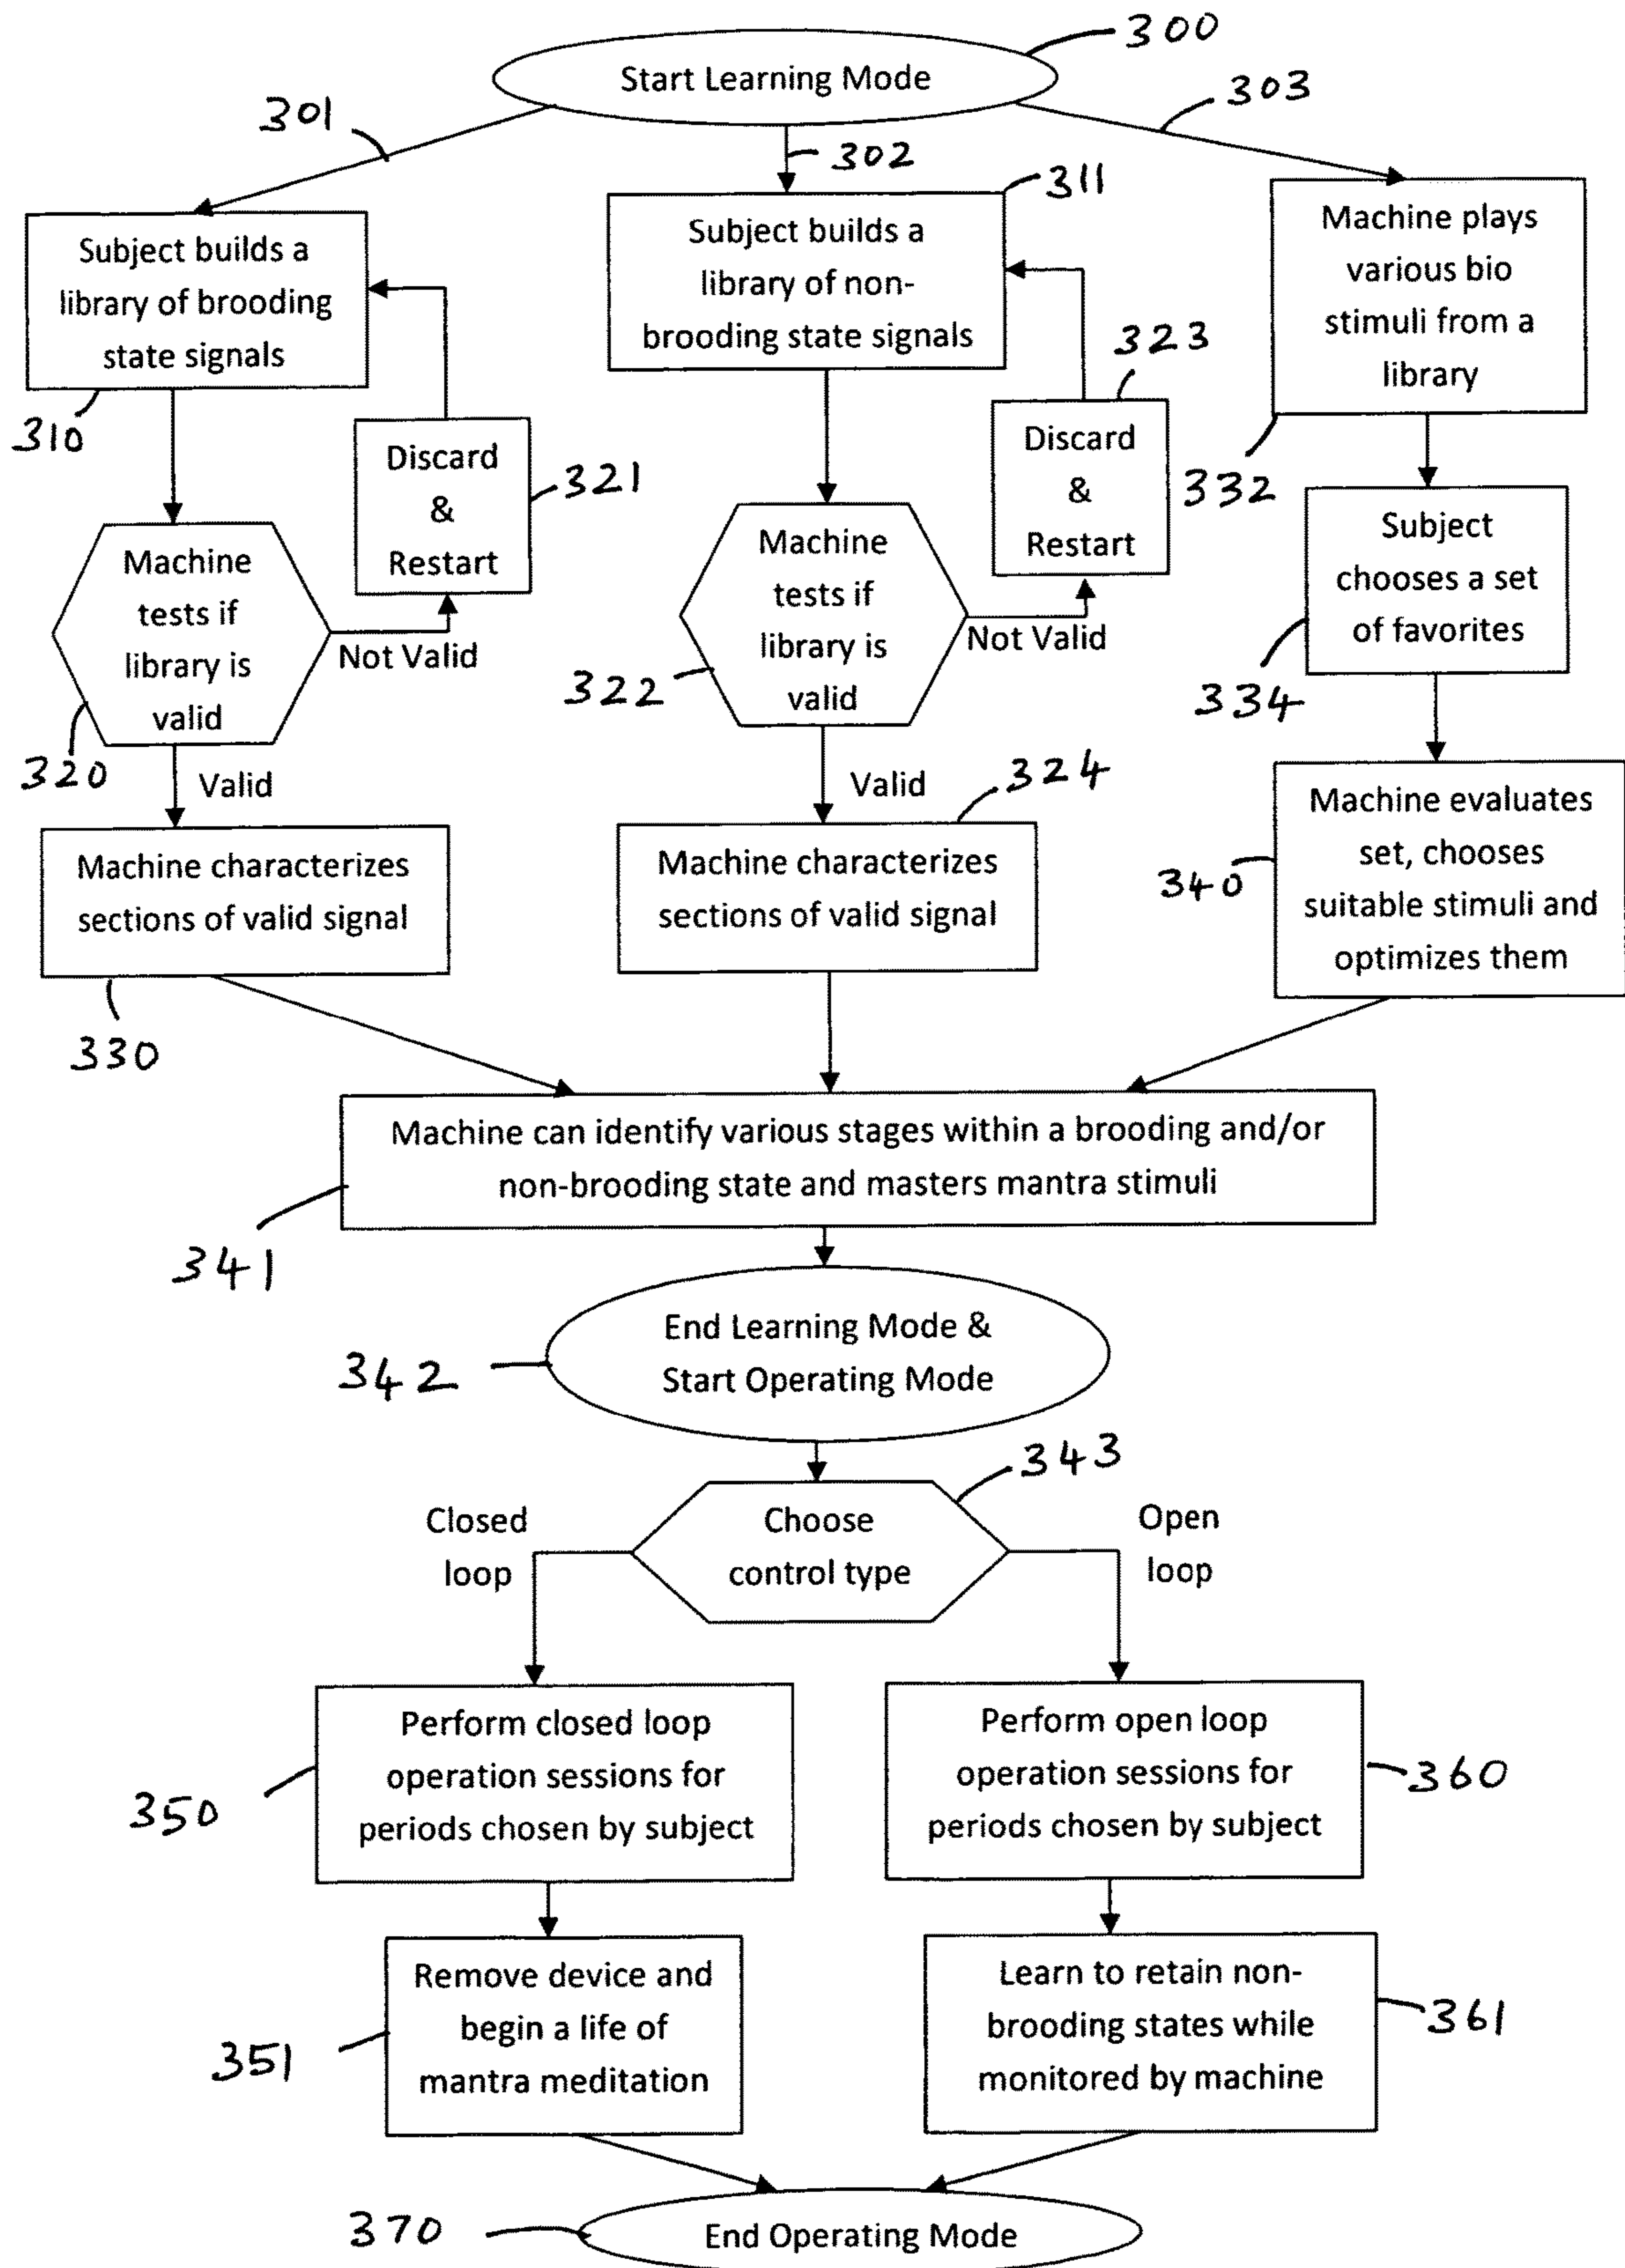 300
Start Learning Mode
301
302
303
311
Subject builds a
library of brooding
state signals
310
Subject builds a
library of non-
brooding state signals
Machine plays
various bio
stimuli from a
library
332
Discard
&
Restart
321
323
Discard
&
Restart
Subject
chooses a set
of favorites
334
Machine
tests if
library is
valid
320
Not Valid
Valid
Machine
tests if
library is
valid
322
Not Valid
Valid
324
Machine characterizes
sections of valid signal
330
Machine characterizes
sections of valid signal
Machine evaluates
set, chooses
suitable stimuli and
optimizes them
340
Machine can identify various stages within a brooding and/or
non-brooding state and masters mantra stimuli
341
End Learning Mode &
Start Operating Mode
342
343
Choose
control type
Closed
loop
Open
loop
Perform closed loop
operation sessions for
periods chosen by subject
350
Perform open loop
operation sessions for
periods chosen by subject
360
Remove device and
begin a life of
mantra meditation
351
Learn to retain non-
brooding states while
monitored by machine
361
370
End Operating Mode